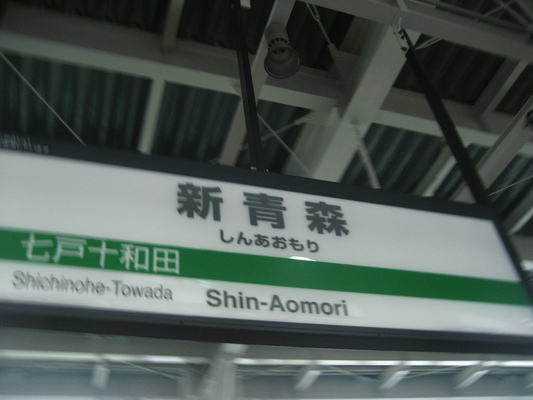 新青森
しんあおもり
七戸十和田
Shichinohe-Towada
Shin-Aomori